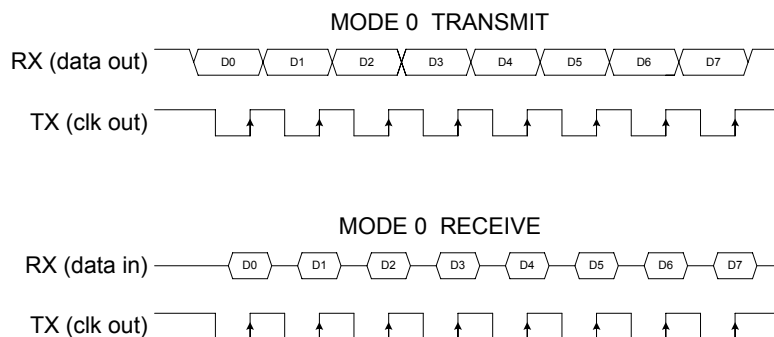 MODE 0 TRANSMIT
RX (data out) D0 D1 D2 D3 D4 D5 D6 D7
TX (clk out)
MODE 0 RECEIVE
RX (data in) D0 D1 D2 D3 D4 D5 D6 D7
TX (clk out)